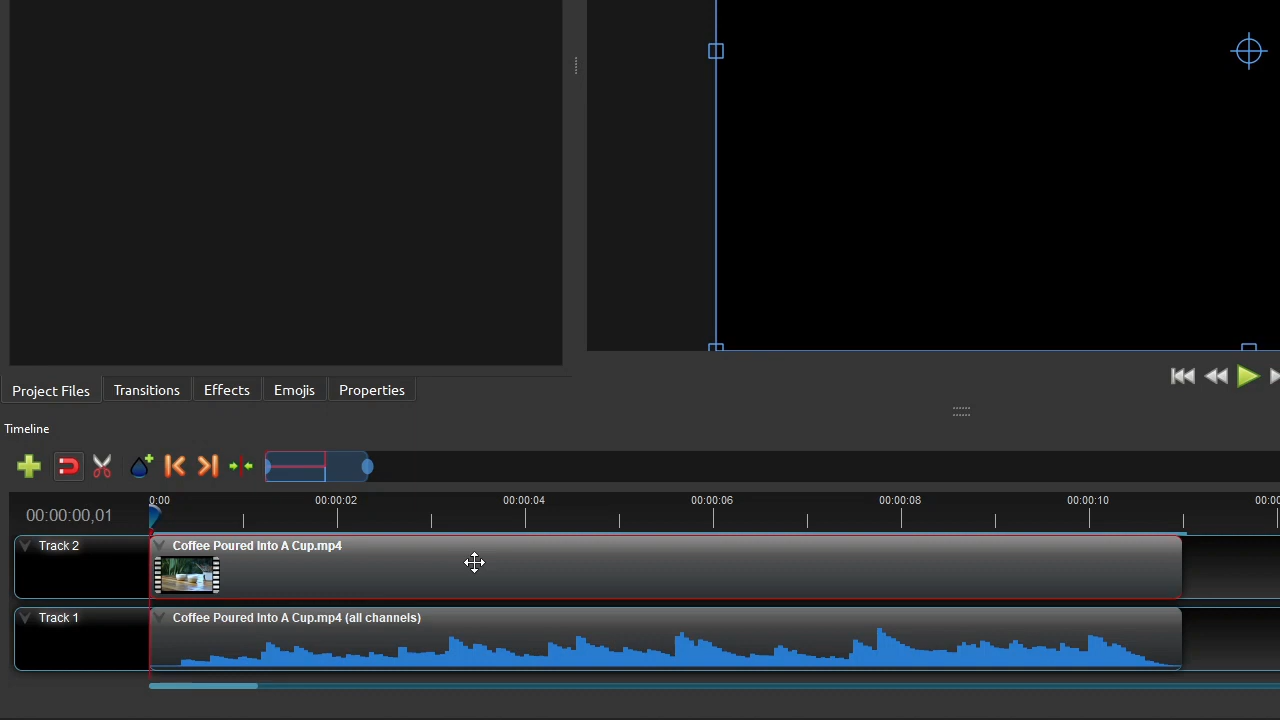 Project Files Transitions Effects Emojis Properties
Timeline
00:00:00,01 0:00 00:00:02 00:00:04 00:00:06 00:00:08 00:00:10 00:00
Track 2 Coffee Poured Into A Cup.mp4
Track 1 Coffee Poured Into A Cup.mp4 (all channels)